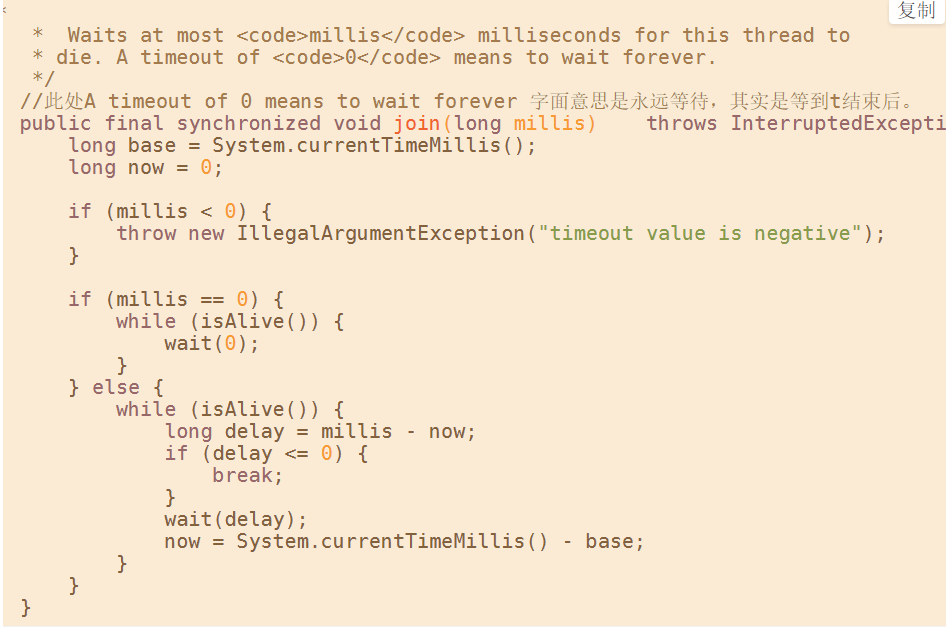 复制
 *  Waits at most <code>millis</code> milliseconds for this thread to
 * die. A timeout of <code>0</code> means to wait forever.
 */
//此处A timeout of 0 means to wait forever 字面意思是永远等待，其实是等到t结束后。
public final synchronized void join(long millis)    throws InterruptedExcepti
    long base = System.currentTimeMillis();
    long now = 0;

    if (millis < 0) {
        throw new IllegalArgumentException("timeout value is negative");
    }

    if (millis == 0) {
        while (isAlive()) {
            wait(0);
        }
    } else {
        while (isAlive()) {
            long delay = millis - now;
            if (delay <= 0) {
                break;
            }
            wait(delay);
            now = System.currentTimeMillis() - base;
        }
    }
}